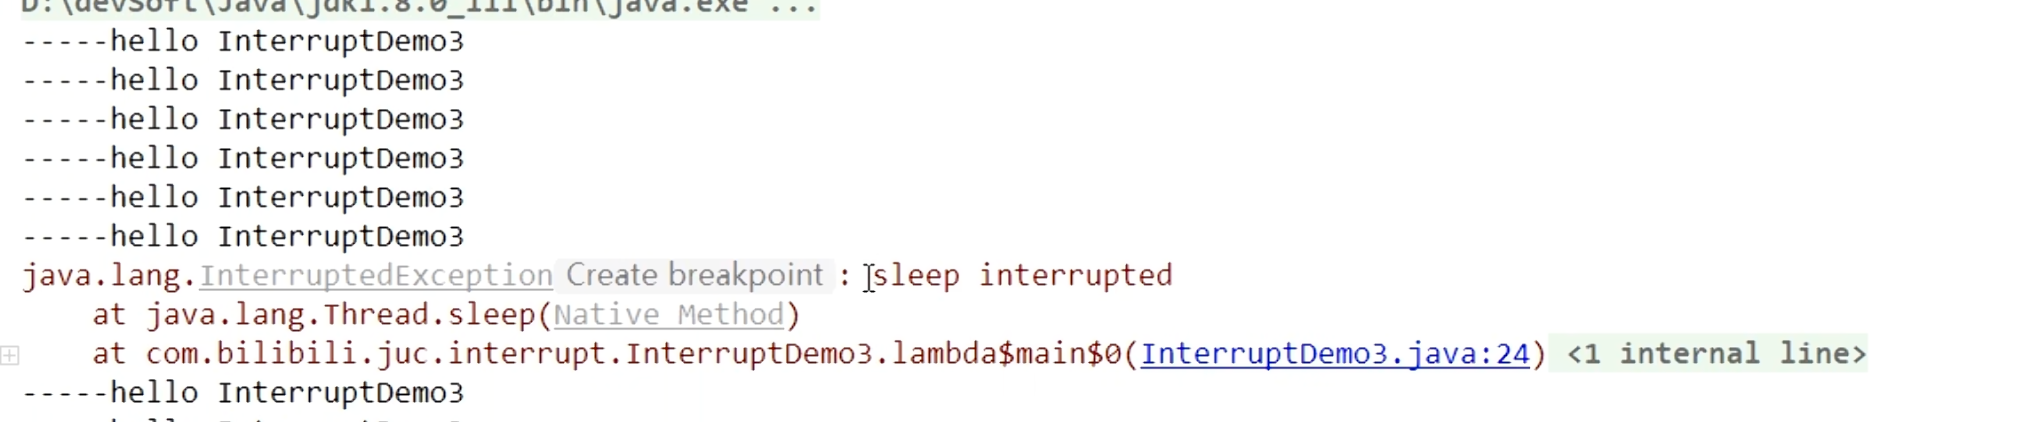 D:\devSoft\Java\jdk1.8.0_111\bin\java.exe ...
-----hello InterruptDemo3
-----hello InterruptDemo3
-----hello InterruptDemo3
-----hello InterruptDemo3
-----hello InterruptDemo3
-----hello InterruptDemo3
java.lang.InterruptedException Create breakpoint : sleep interrupted
at java.lang.Thread.sleep(Native Method)
at com.bilibili.juc.interrupt.InterruptDemo3.lambda$main$0(InterruptDemo3.java:24) <1 internal line>
-----hello InterruptDemo3